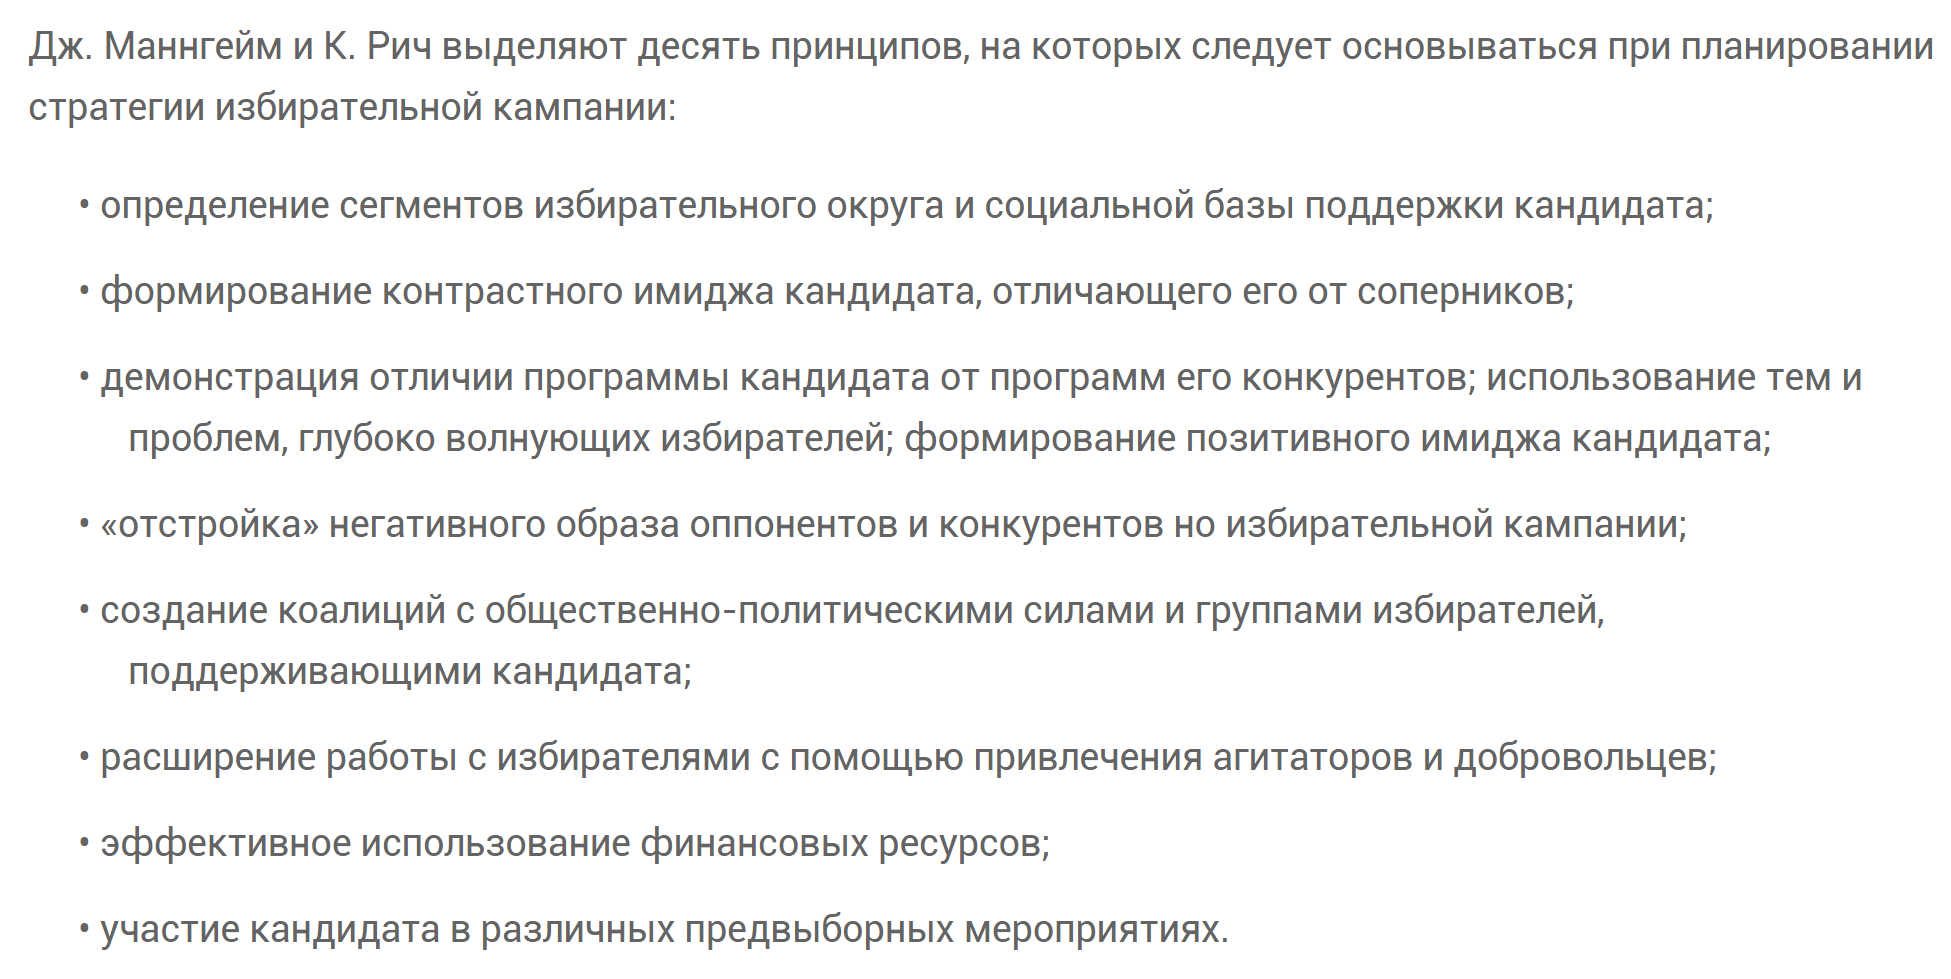 Дж. Маннгейм и К. Рич выделяют десять принципов, на которых следует основываться при планировании
стратегии избирательной кампании:
• определение сегментов избирательного округа и социальной базы поддержки кандидата;
• формирование контрастного имиджа кандидата, отличающего его от соперников;
• демонстрация отличии программы кандидата от программ его конкурентов; использование тем и
проблем, глубоко волнующих избирателей; формирование позитивного имиджа кандидата;
• «отстройка» негативного образа оппонентов и конкурентов но избирательной кампании;
• создание коалиций с общественно-политическими силами и группами избирателей,
поддерживающими кандидата;
• расширение работы с избирателями с помощью привлечения агитаторов и добровольцев;
• эффективное использование финансовых ресурсов;
• участие кандидата в различных предвыборных мероприятиях.